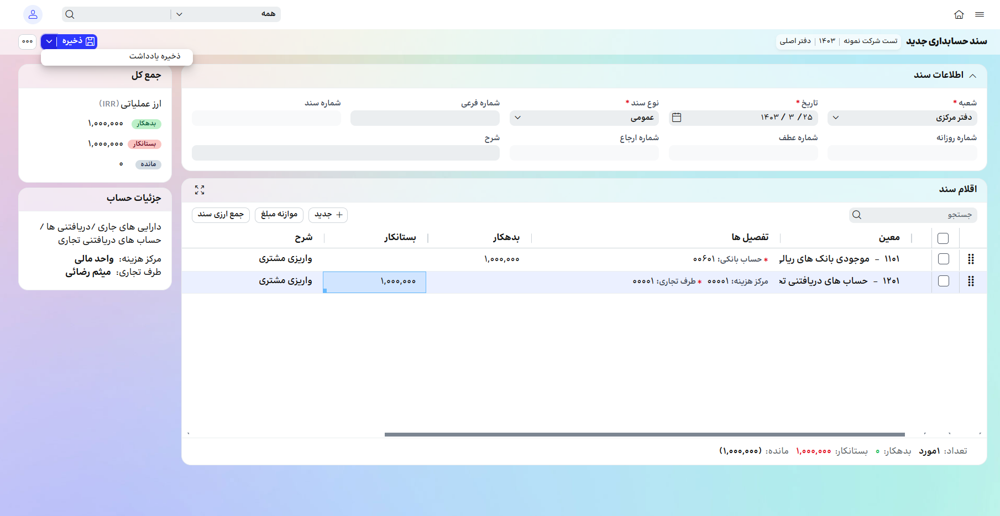 همه
سند حسابداری جدید
تست شرکت نمونه | ۱۴۰۳ | دفتر اصلی
ذخیره
ذخیره یادداشت
اطلاعات سند
شعبه *
تاریخ *
نوع سند *
شماره فرعی
شماره سند
دفتر مرکزی
۱۴۰۳ / ۳ / ۲۵
عمومی
شماره روزانه
شماره عطف
شماره ارجاع
شرح
اقلام سند
جستجو
جدید
موازنه مبلغ
جمع ارزی سند
معین
تفصیل ها
بدهکار
بستانکار
شرح
۱۱۰۱ - موجودی بانک های ریالی
* حساب بانکی: ۰۰۶۰۱
۱,۰۰۰,۰۰۰
واریزی مشتری
۱۲۰۱ - حساب های دریافتنی تج
مرکز هزینه: ۰۰۰۰۱ * طرف تجاری: ۰۰۰۰۱
۱,۰۰۰,۰۰۰
واریزی مشتری
تعداد: ۱مورد بدهکار: ۰ بستانکار: ۱,۰۰۰,۰۰۰ مانده: (۱,۰۰۰,۰۰۰)
جمع کل
ارز عملیاتی (IRR)
بدهکار ۱,۰۰۰,۰۰۰
بستانکار ۱,۰۰۰,۰۰۰
مانده ۰
جزئیات حساب
دارایی های جاری /دریافتنی ها /
حساب های دریافتنی تجاری
مرکز هزینه: واحد مالی
طرف تجاری: میثم رضائی